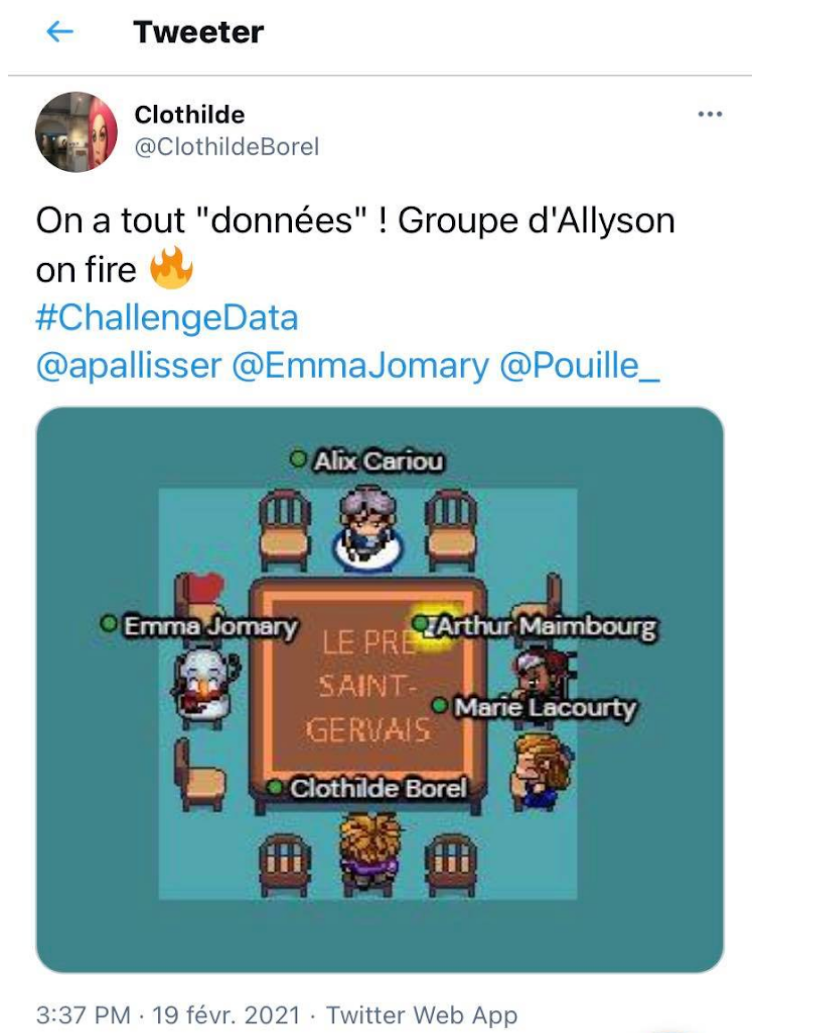 Tweeter
Clothilde
@ClothildeBorel
On a tout "données" ! Groupe d'Allyson
on fire 🔥
#ChallengeData
@apallisser @EmmaJomary @Pouille_
Alix Cariou
Emma Jomary
Arthur Maimbourg
LE PRE
SAINT-
GERVAIS
Marie Lacourty
Clothilde Borel
3:37 PM · 19 févr. 2021 · Twitter Web App